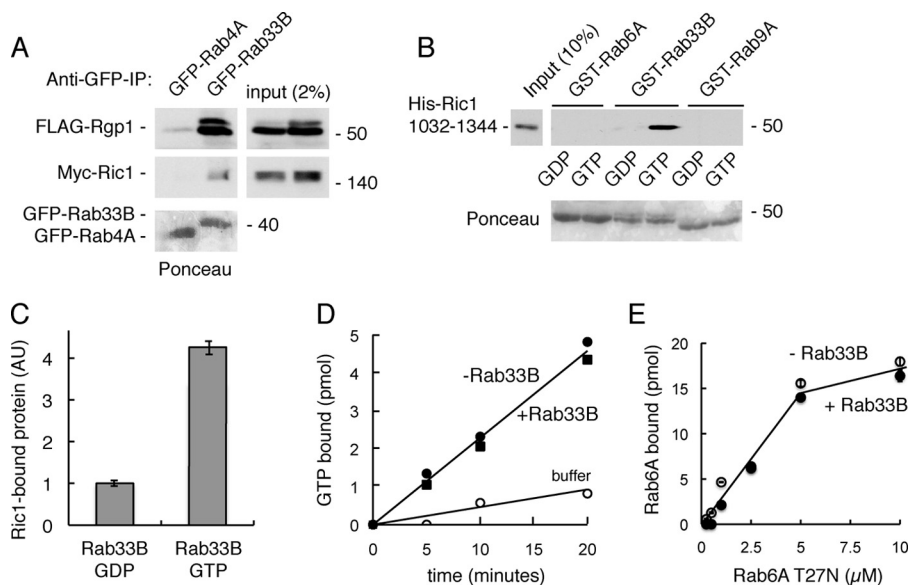 A
GFP-Rab4A
GFP-Rab33B
Anti-GFP-IP:
input (2%)
FLAG-Rgp1 -
- 50
Myc-Ric1 -
- 140
GFP-Rab33B -
GFP-Rab4A -
- 40
Ponceau
B
Input (10%)
GST-Rab6A
GST-Rab33B
GST-Rab9A
His-Ric1
1032-1344 -
- 50
GDP
GTP
GDP
GTP
GDP
GTP
Ponceau
- 50
C
Ric1-bound protein (AU)
4
3
2
1
0
Rab33B
GDP
Rab33B
GTP
D
GTP bound (pmol)
5
4
3
2
1
0
-Rab33B
+Rab33B
buffer
0
5
10
15
20
time (minutes)
E
Rab6A bound (pmol)
20
15
10
5
0
- Rab33B
+ Rab33B
0
2.5
5
7.5
10
Rab6A T27N (µM)